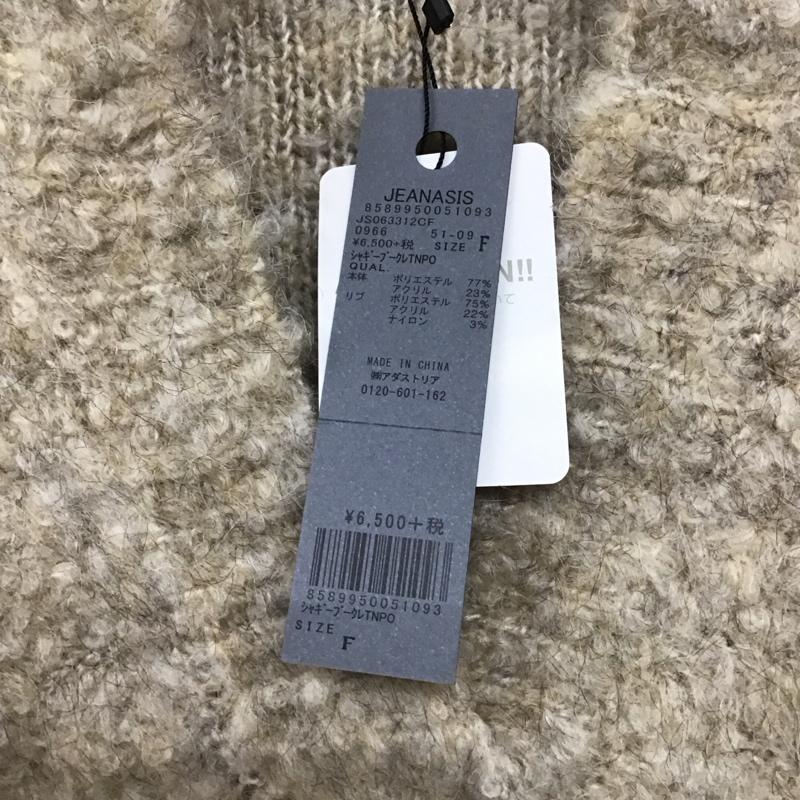 JEANASIS
8589950051093
JS063312CF
0966 51-09
¥6,500+税 SIZE F
ｼｬｷﾞｰﾌﾞｰｸﾚTNPO
QUAL.
本体 ポリエステル 77%
アクリル 23%
リブ ポリエステル 75%
アクリル 22%
ナイロン 3%
MADE IN CHINA
㈱アダストリア
0120-601-162
¥6,500+税
8589950051093
ｼｬｷﾞｰﾌﾞｰｸﾚTNPO
SIZE
F
N!!
いて